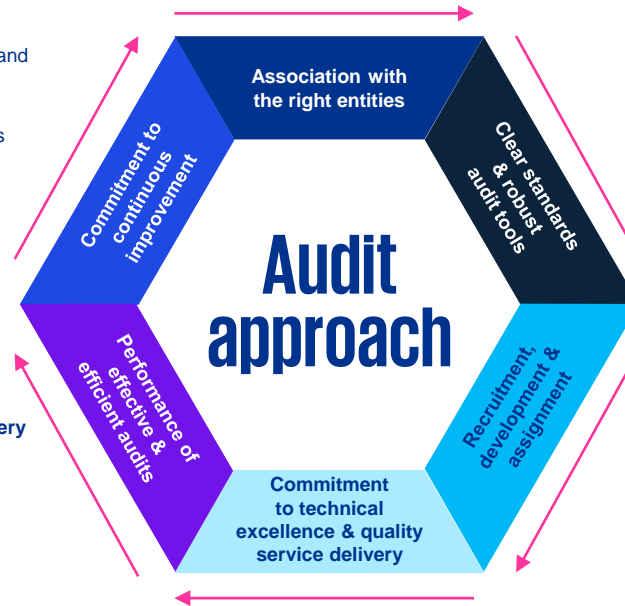 and
s
ery
Association with
the right entities
Clear standards
& robust
audit tools
Recruitment,
development &
assignment
Commitment
to technical
excellence & quality
service delivery
Performance of
effective &
efficient audits
Commitment to
continuous
improvement
Audit
approach